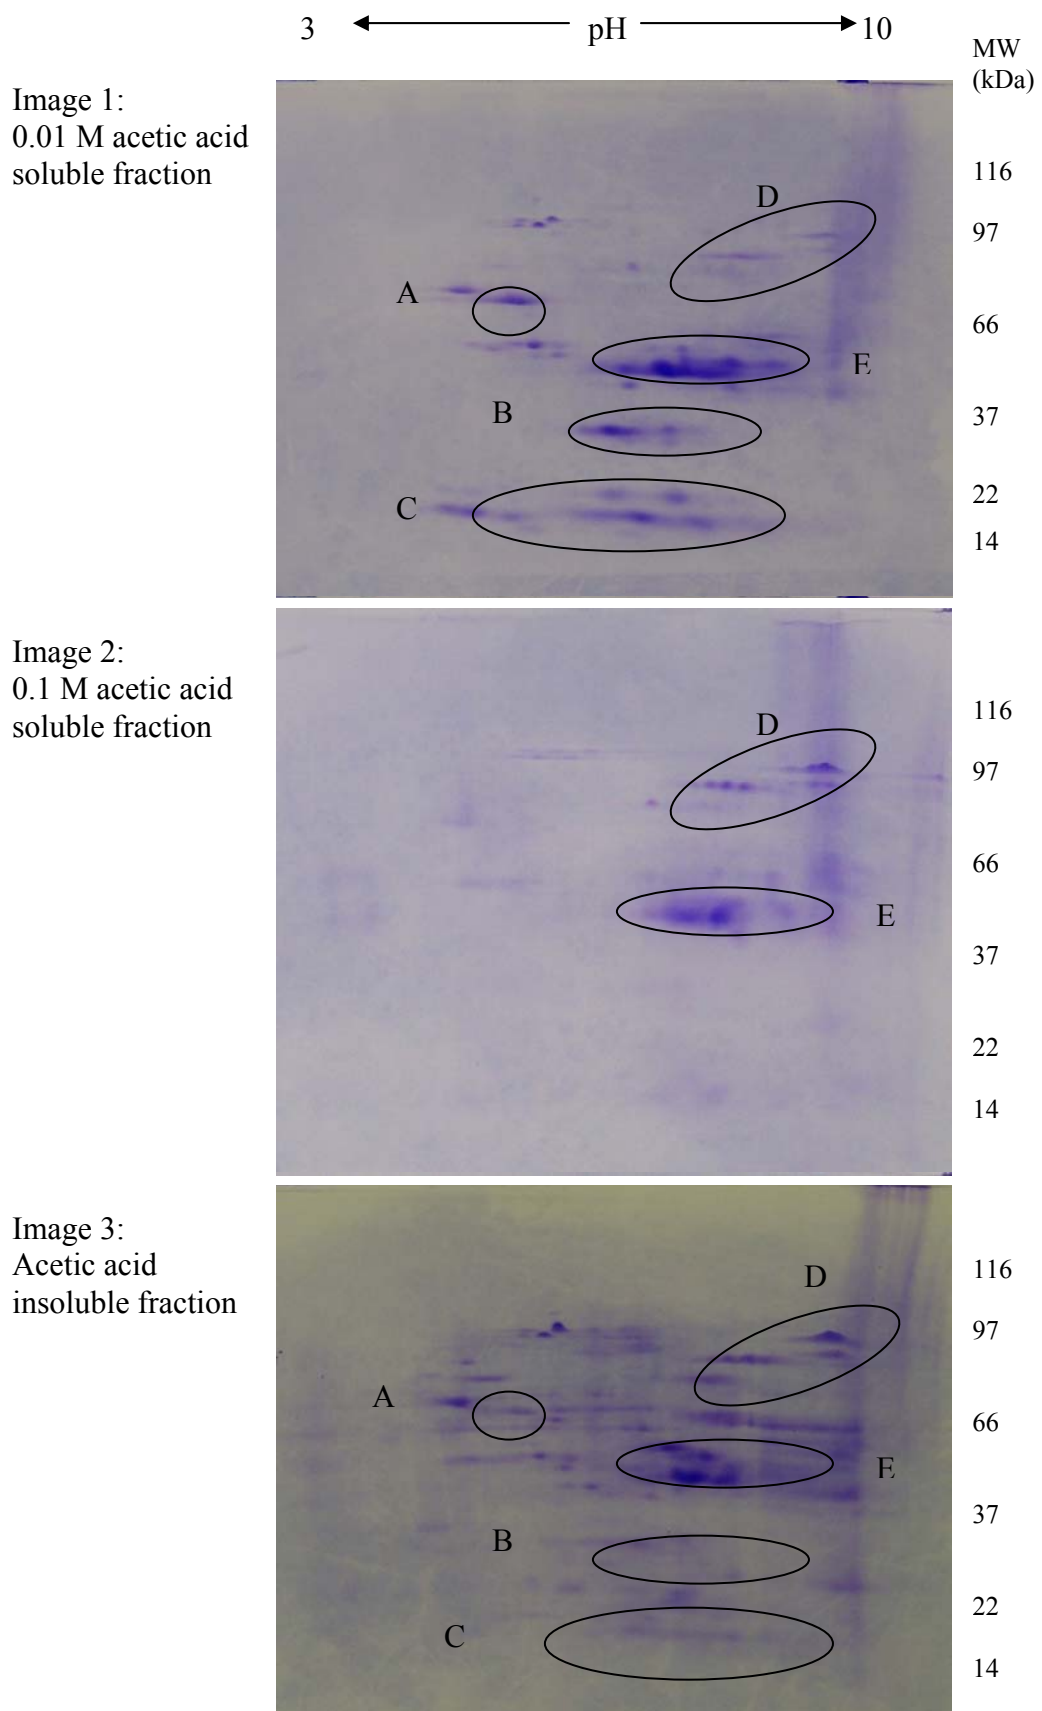 3 pH 10
MW
(kDa)
Image 1:
0.01 M acetic acid
soluble fraction
116
D
97
A
66
E
B
37
22
C
14
Image 2:
0.1 M acetic acid
soluble fraction
116
D
97
66
E
37
22
14
Image 3:
Acetic acid
insoluble fraction
116
D
97
A
66
E
37
B
22
C
14